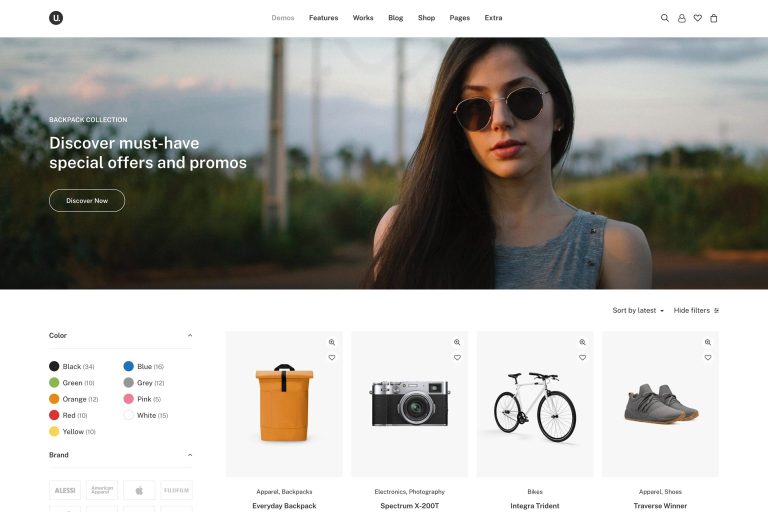 U.
Demos Features Works Blog Shop Pages Extra
BACKPACK COLLECTION
Discover must-have
special offers and promos
Discover Now
Sort by latest Hide filters
Color
Black (34) Blue (16)
Green (10) Grey (12)
Orange (12) Pink (5)
Red (10) White (15)
Yellow (10)
Brand
ALESSI American Apparel FUJIFILM
Apparel, Backpacks
Everyday Backpack
Electronics, Photography
Spectrum X-200T
Bikes
Integra Trident
Apparel, Shoes
Traverse Winner